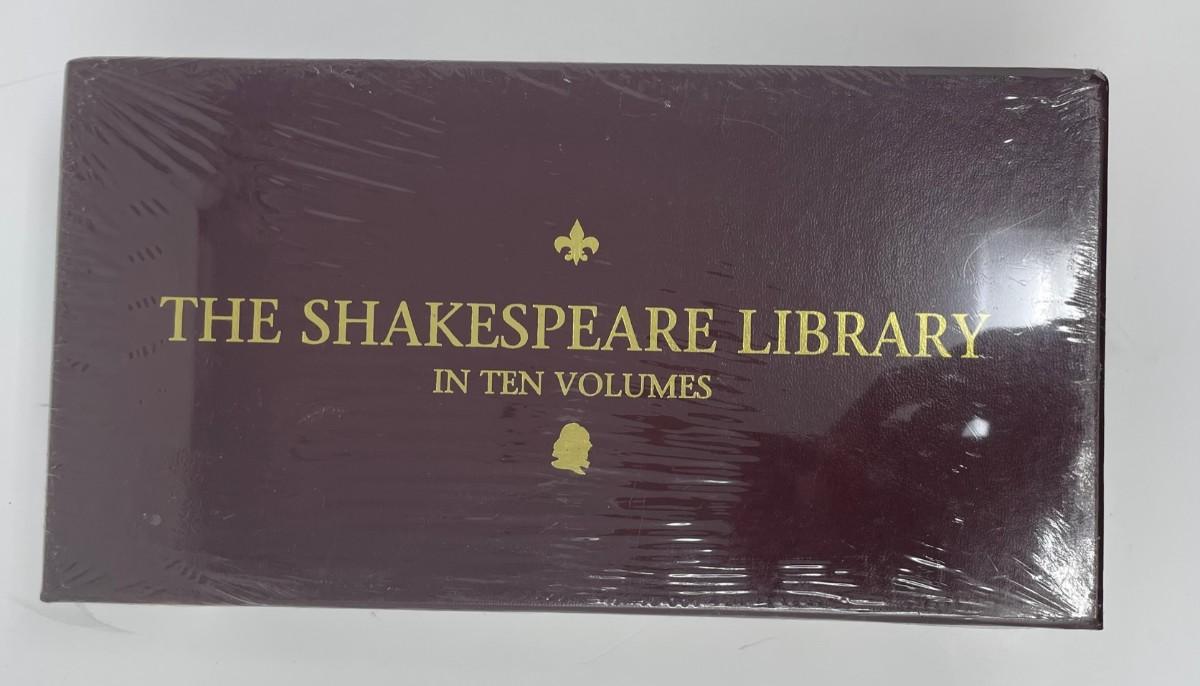 THE SHAKESPEARE LIBRARY
IN TEN VOLUMES